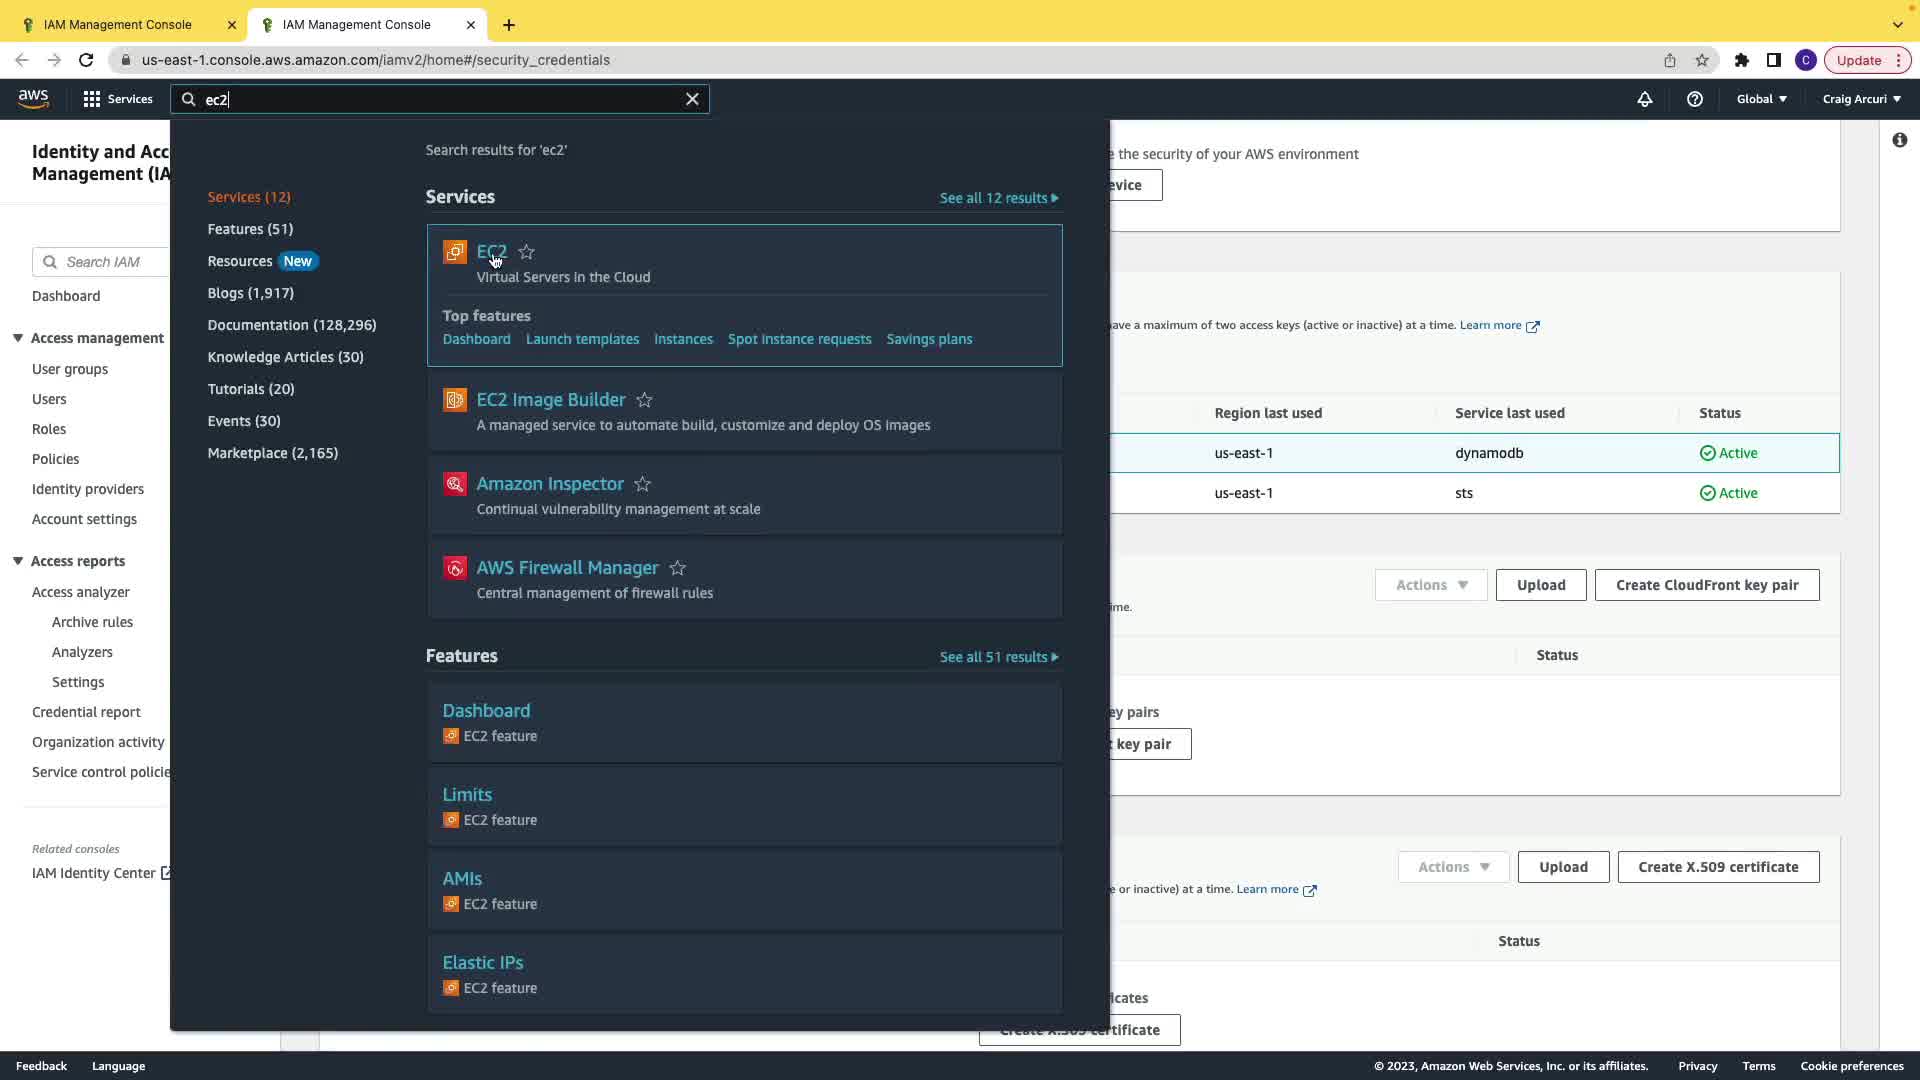 IAM Management Console
IAM Management Console
us-east-1.console.aws.amazon.com/iamv2/home#/security_credentials
Update
aws
Services
ec2
Global
Craig Arcuri
Identity and Acc
Management (IA
Search IAM
Dashboard
Access management
User groups
Users
Roles
Policies
Identity providers
Account settings
Access reports
Access analyzer
Archive rules
Analyzers
Settings
Credential report
Organization activity
Service control policie
Related consoles
IAM Identity Center
Search results for 'ec2'
Services (12)
Features (51)
Resources New
Blogs (1,917)
Documentation (128,296)
Knowledge Articles (30)
Tutorials (20)
Events (30)
Marketplace (2,165)
Services
See all 12 results
EC2
Virtual Servers in the Cloud
Top features
Dashboard Launch templates Instances Spot Instance requests Savings plans
EC2 Image Builder
A managed service to automate build, customize and deploy OS images
Amazon Inspector
Continual vulnerability management at scale
AWS Firewall Manager
Central management of firewall rules
Features
See all 51 results
Dashboard
EC2 feature
Limits
EC2 feature
AMIs
EC2 feature
Elastic IPs
EC2 feature
e the security of your AWS environment
evice
ave a maximum of two access keys (active or inactive) at a time. Learn more
Region last used Service last used Status
us-east-1 dynamodb Active
us-east-1 sts Active
Actions Upload Create CloudFront key pair
ime.
Status
ey pairs
key pair
Actions Upload Create X.509 certificate
e or inactive) at a time. Learn more
Status
icates
Create X.509 certificate
Feedback Language
© 2023, Amazon Web Services, Inc. or its affiliates. Privacy Terms Cookie preferences